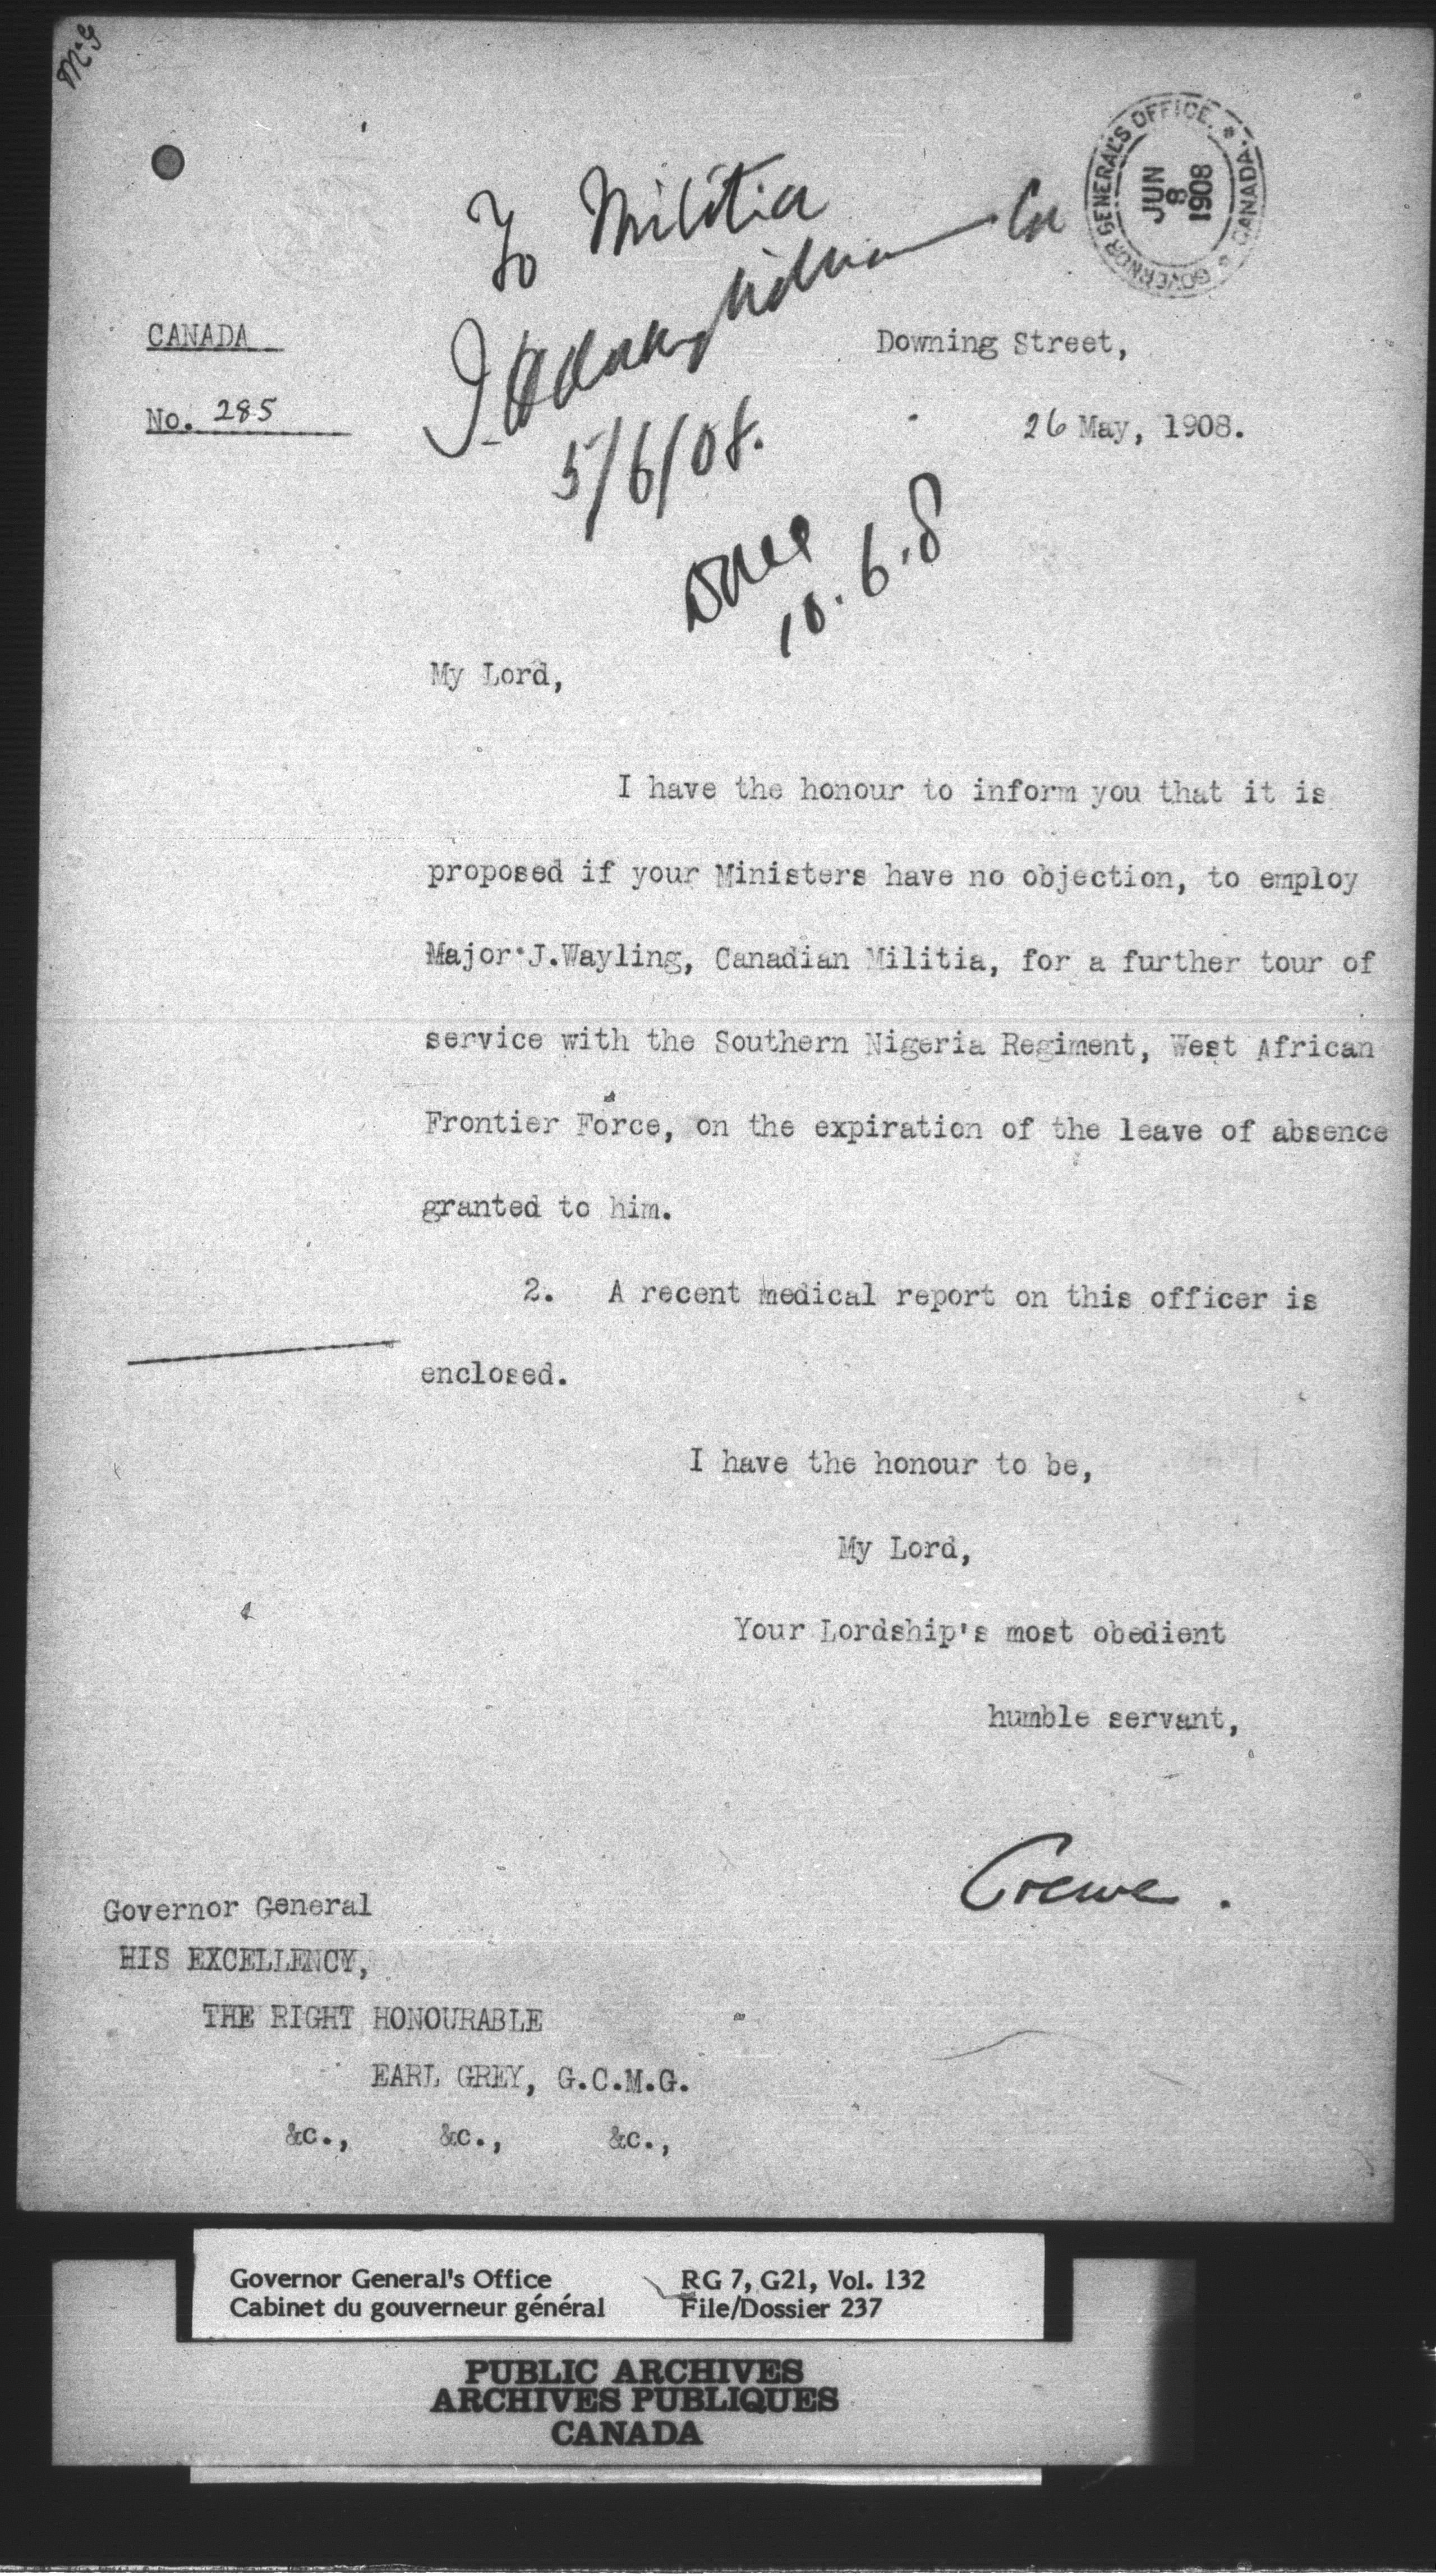 McG
GOVERNOR GENERAL'S OFFICE. CANADA.
JUN
8
1908
To Militia
5/6/08.
CANADA
Downing Street,
No. 285
26 May, 1908.
Done
10.6.8
My Lord,
I have the honour to inform you that it is
proposed if your Ministers have no objection, to employ
Major J.Wayling, Canadian Militia, for a further tour of
service with the Southern Nigeria Regiment, West African
Frontier Force, on the expiration of the leave of absence
granted to him.
2. A recent medical report on this officer is
enclosed.
I have the honour to be,
My Lord,
Your Lordship's most obedient
humble servant,
Crewe.
Governor General
HIS EXCELLENCY,
THE RIGHT HONOURABLE
EARL GREY, G.C.M.G.
&c., &c., &c.,
Governor General's Office
Cabinet du gouverneur général
RG 7, G21, Vol. 132
File/Dossier 237
PUBLIC ARCHIVES
ARCHIVES PUBLIQUES
CANADA